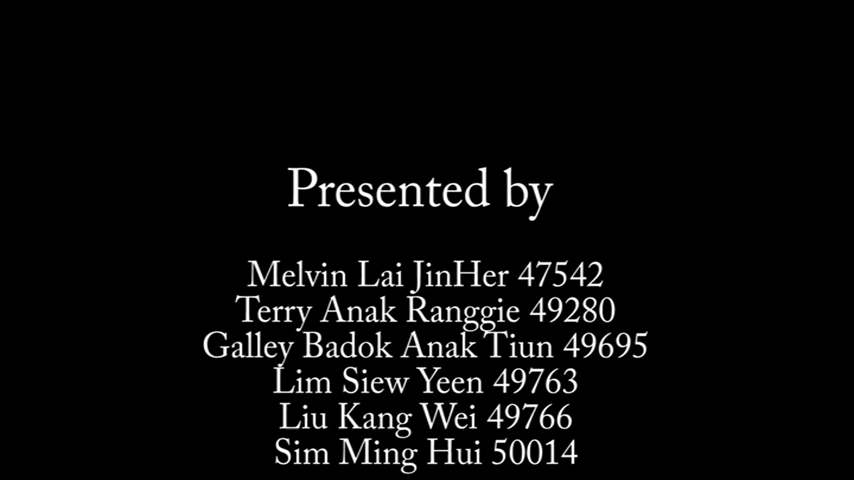 Presented by
Melvin Lai JinHer 47542
Terry Anak Ranggie 49280
Galley Badok Anak Tiun 49695
Lim Siew Yeen 49763
Liu Kang Wei 49766
Sim Ming Hui 50014